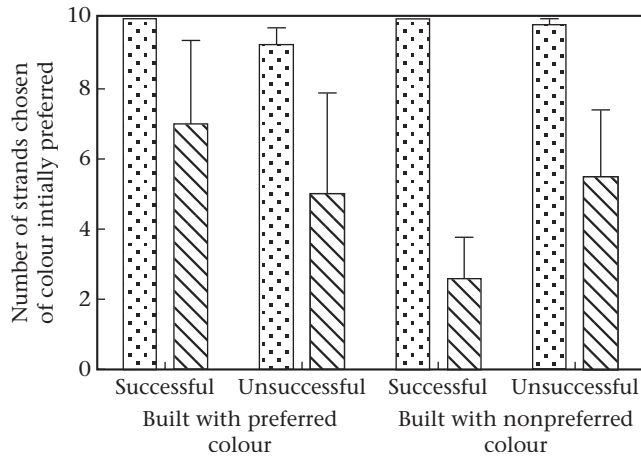 Number of strands chosen
of colour intially preferred
10
8
6
4
2
0
Successful Unsuccessful Successful Unsuccessful
Built with preferred Built with nonpreferred
colour colour